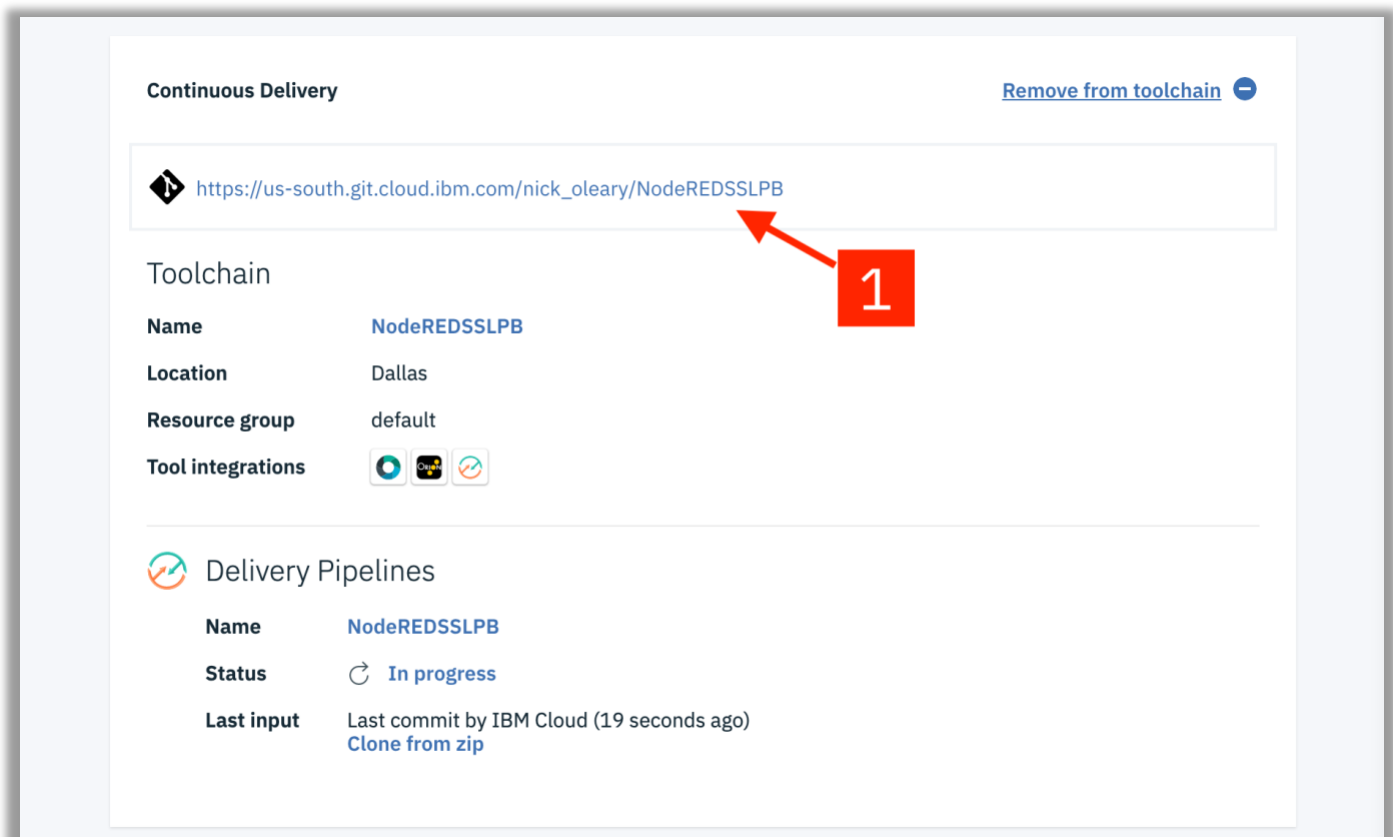 Continuous Delivery
Remove from toolchain
https://us-south.git.cloud.ibm.com/nick_oleary/NodeREDSSLPB
1
Toolchain
Name NodeREDSSLPB
Location Dallas
Resource group default
Tool integrations ORION
Delivery Pipelines
Name NodeREDSSLPB
Status In progress
Last input Last commit by IBM Cloud (19 seconds ago)
Clone from zip